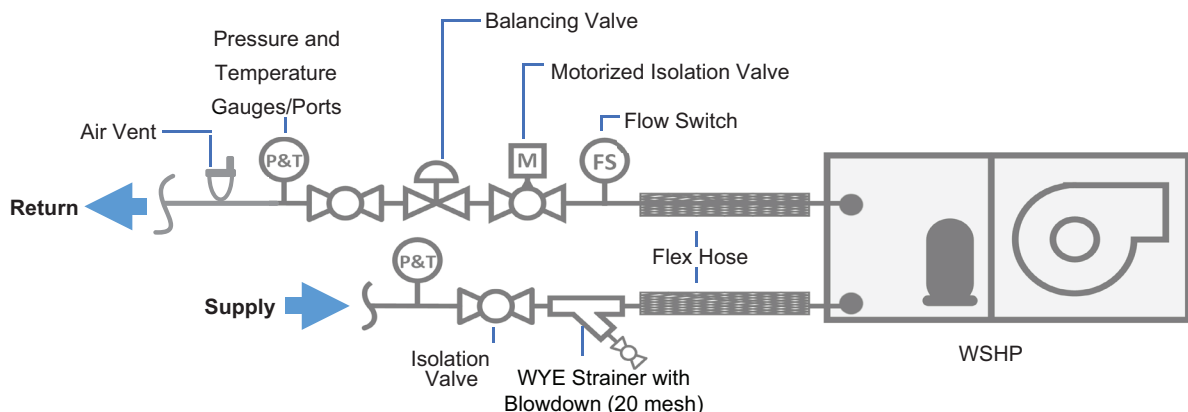 Balancing Valve
Pressure and
Temperature
Gauges/Ports
Motorized Isolation Valve
Air Vent
Flow Switch
P&T
M
FS
Return
P&T
Flex Hose
Supply
Isolation
Valve
WYE Strainer with
Blowdown (20 mesh)
WSHP